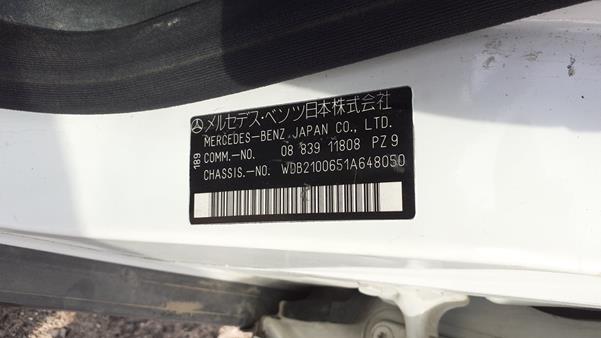 メルセデス・ベンツ日本株式会社
MERCEDES-BENZ JAPAN CO., LTD.
COMM.-NO. 08 839 11808 PZ 9
CHASSIS.-NO. WDB2100651A648050
189